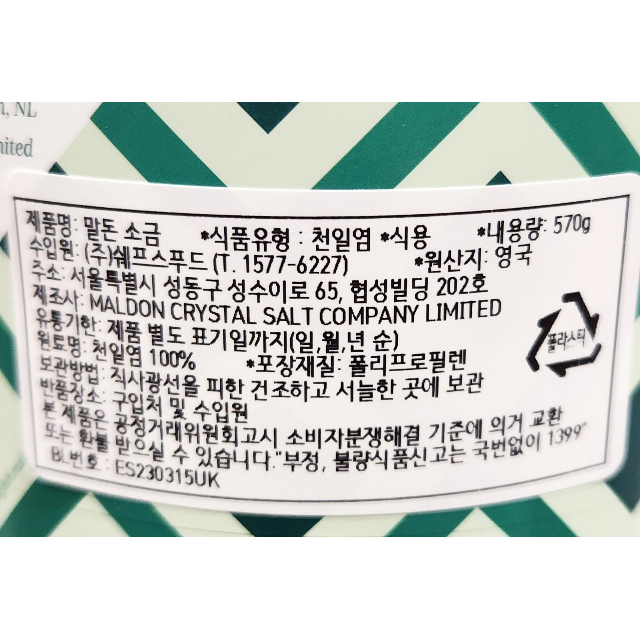 n, NL
nited
제품명: 말돈 소금 *식품유형 : 천일염 *식용 *내용량: 570g
수입원: (주)쉐프스푸드 (T. 1577-6227) *원산지: 영국
주소: 서울특별시 성동구 성수이로 65, 협성빌딩 202호
제조사: MALDON CRYSTAL SALT COMPANY LIMITED
유통기한: 제품 별도 표기일까지(일,월,년 순)
원료명: 천일염 100% *포장재질: 폴리프로필렌
보관방법: 직사광선을 피한 건조하고 서늘한 곳에 보관
반품장소: 구입처 및 수입원
본 제품은 공정거래위원회고시 소비자분쟁해결 기준에 의거 교환
또는 환불 받으실 수 있습니다."부정, 불량식품신고는 국번없이 1399"
BL번호 : ES230315UK
플라스틱